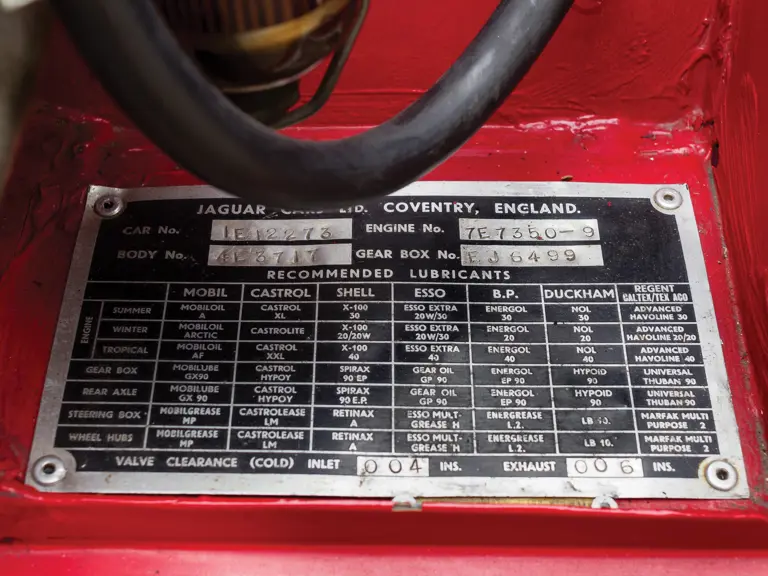 JAGUAR CARS LTD. COVENTRY, ENGLAND.
CAR No. 1E12273 ENGINE No. 7E7350-9
BODY No. 4E3717 GEAR BOX No. EJ6499
RECOMMENDED LUBRICANTS
MOBIL CASTROL SHELL ESSO B.P. DUCKHAM REGENT CALTEX/TEXACO
ENGINE
SUMMER MOBILOIL A CASTROL XL X-100 30 ESSO EXTRA 20W/30 ENERGOL 30 NOL 30 ADVANCED HAVOLINE 30
WINTER MOBILOIL ARCTIC CASTROLITE X-100 20/20W ESSO EXTRA 20W/30 ENERGOL 20 NOL 20 ADVANCED HAVOLINE 20/20
TROPICAL MOBILOIL AF CASTROL XXL X-100 40 ESSO EXTRA 40 ENERGOL 40 NOL 40 ADVANCED HAVOLINE 40
GEAR BOX MOBILUBE GX90 CASTROL HYPOY SPIRAX 90 EP GEAR OIL GP 90 ENERGOL EP 90 HYPOID 90 UNIVERSAL THUBAN 90
REAR AXLE MOBILUBE GX 90 CASTROL HYPOY SPIRAX 90 E.P. GEAR OIL GP 90 ENERGOL EP 90 HYPOID 90 UNIVERSAL THUBAN 90
STEERING BOX MOBILGREASE MP CASTROLEASE LM RETINAX A ESSO MULT-GREASE H ENERGREASE L.2. LB 10. MARFAK MULTI PURPOSE 2
WHEEL HUBS MOBILGREASE MP CASTROLEASE LM RETINAX A ESSO MULT-GREASE H ENERGREASE L.2. LB 10. MARFAK MULTI PURPOSE 2
VALVE CLEARANCE (COLD) INLET 004 INS. EXHAUST 006 INS.